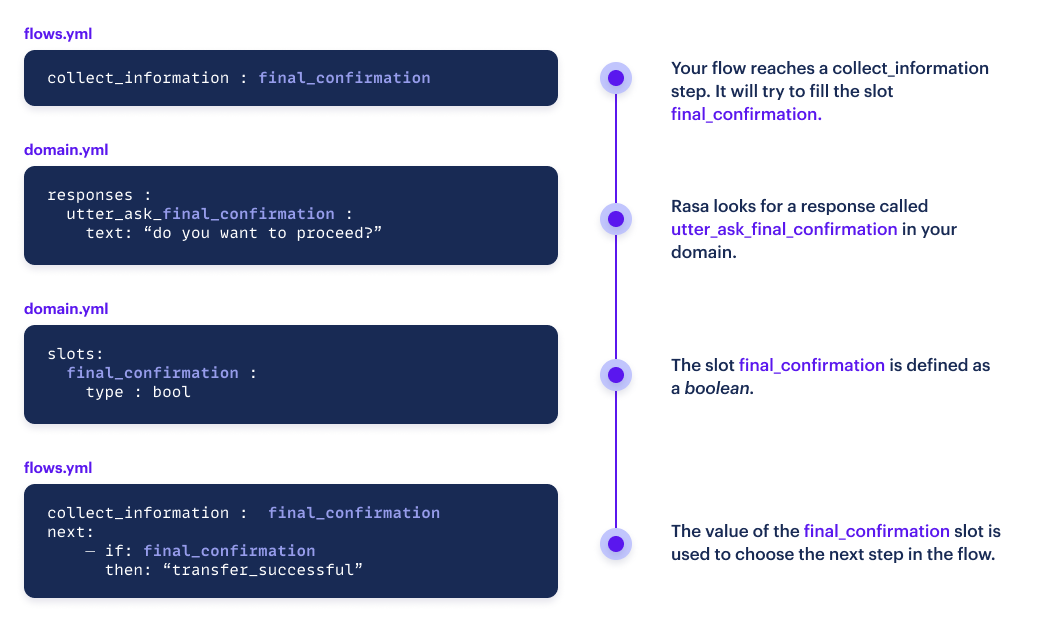 flows.yml
collect_information : final_confirmation
Your flow reaches a collect_information
step. It will try to fill the slot
final_confirmation.
domain.yml
responses :
  utter_ask_final_confirmation :
    text: “do you want to proceed?”
Rasa looks for a response called
utter_ask_final_confirmation in your
domain.
domain.yml
slots:
  final_confirmation :
    type : bool
The slot final_confirmation is defined as
a boolean.
flows.yml
collect_information :  final_confirmation
next:
    — if: final_confirmation
      then: “transfer_successful”
The value of the final_confirmation slot is
used to choose the next step in the flow.